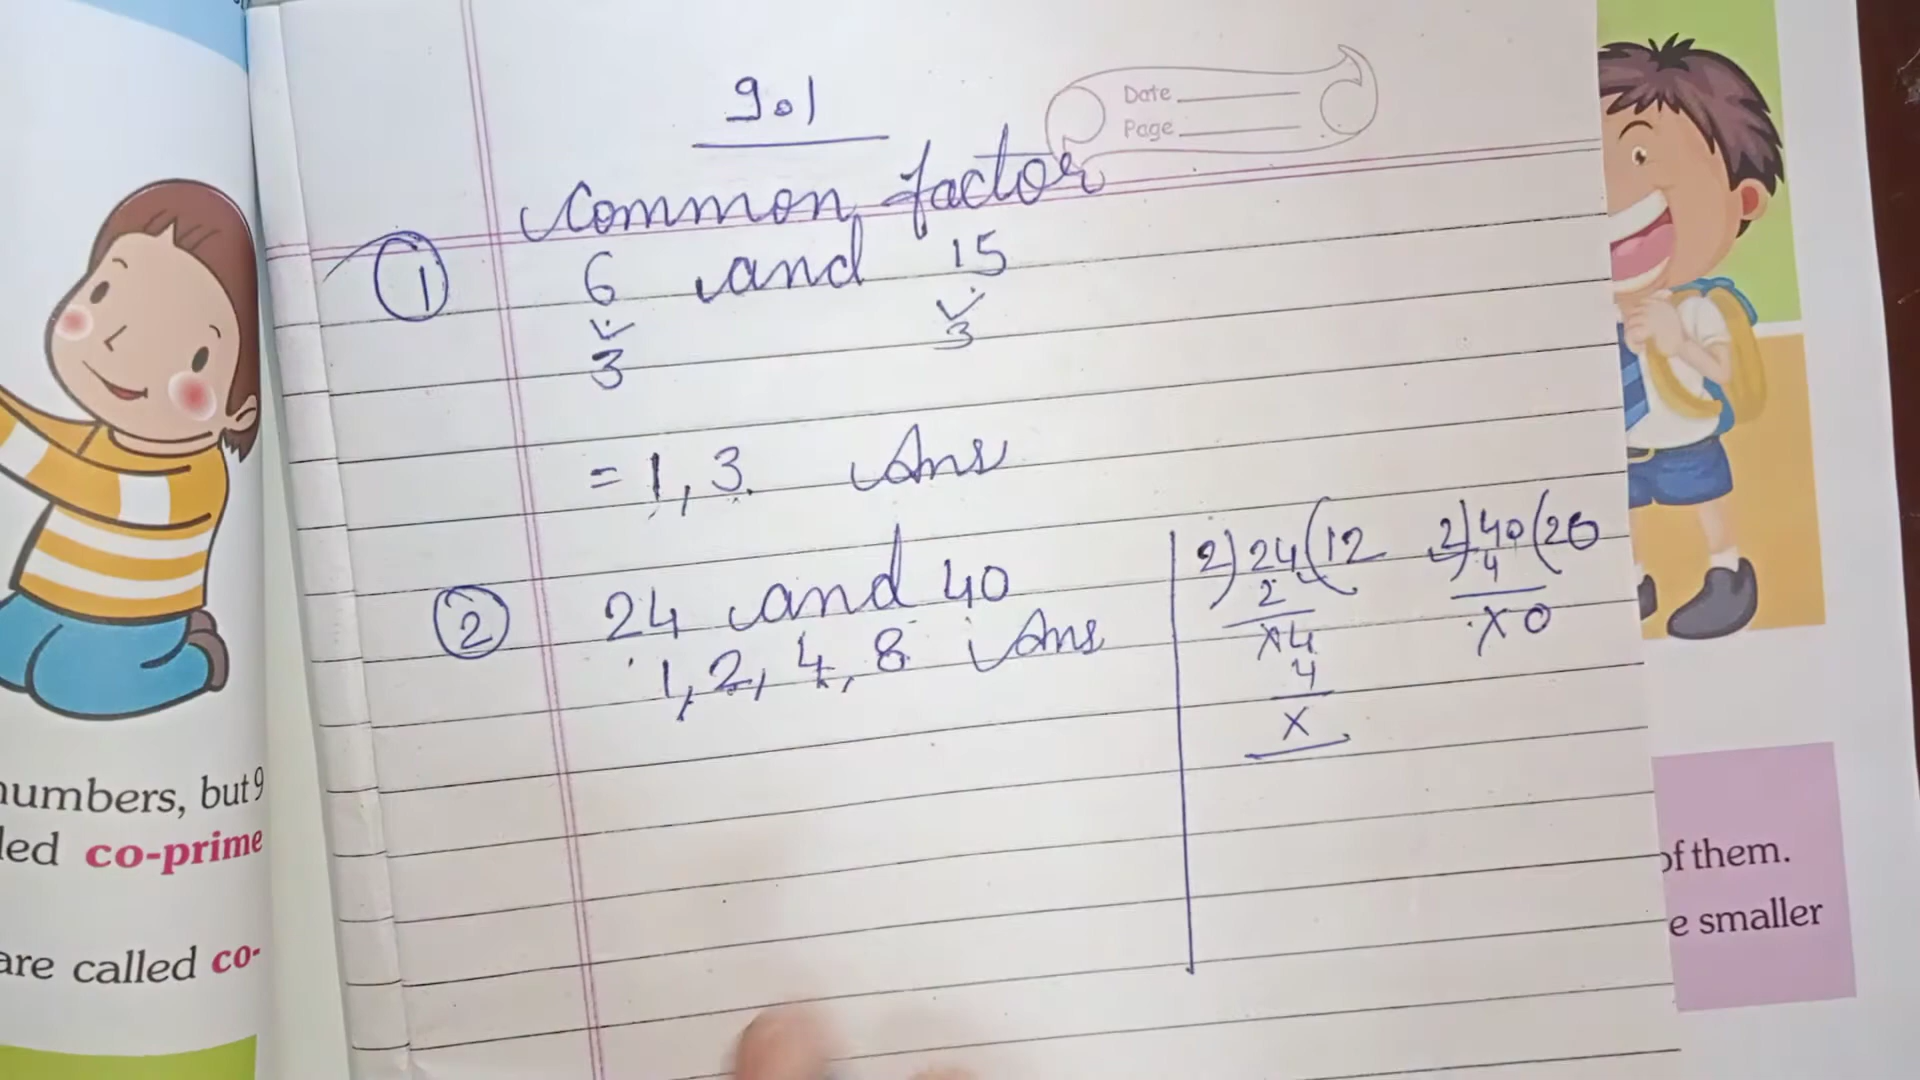 9.1
Date
Page
Common factor
① 6 and 15
3 3
= 1, 3 Ans
② 24 and 40
1, 2, 4, 8 Ans
2)24(12 2)40(20
2 4
x4 x0
4
x
numbers, but 9
led co-prime
are called co-
of them.
e smaller